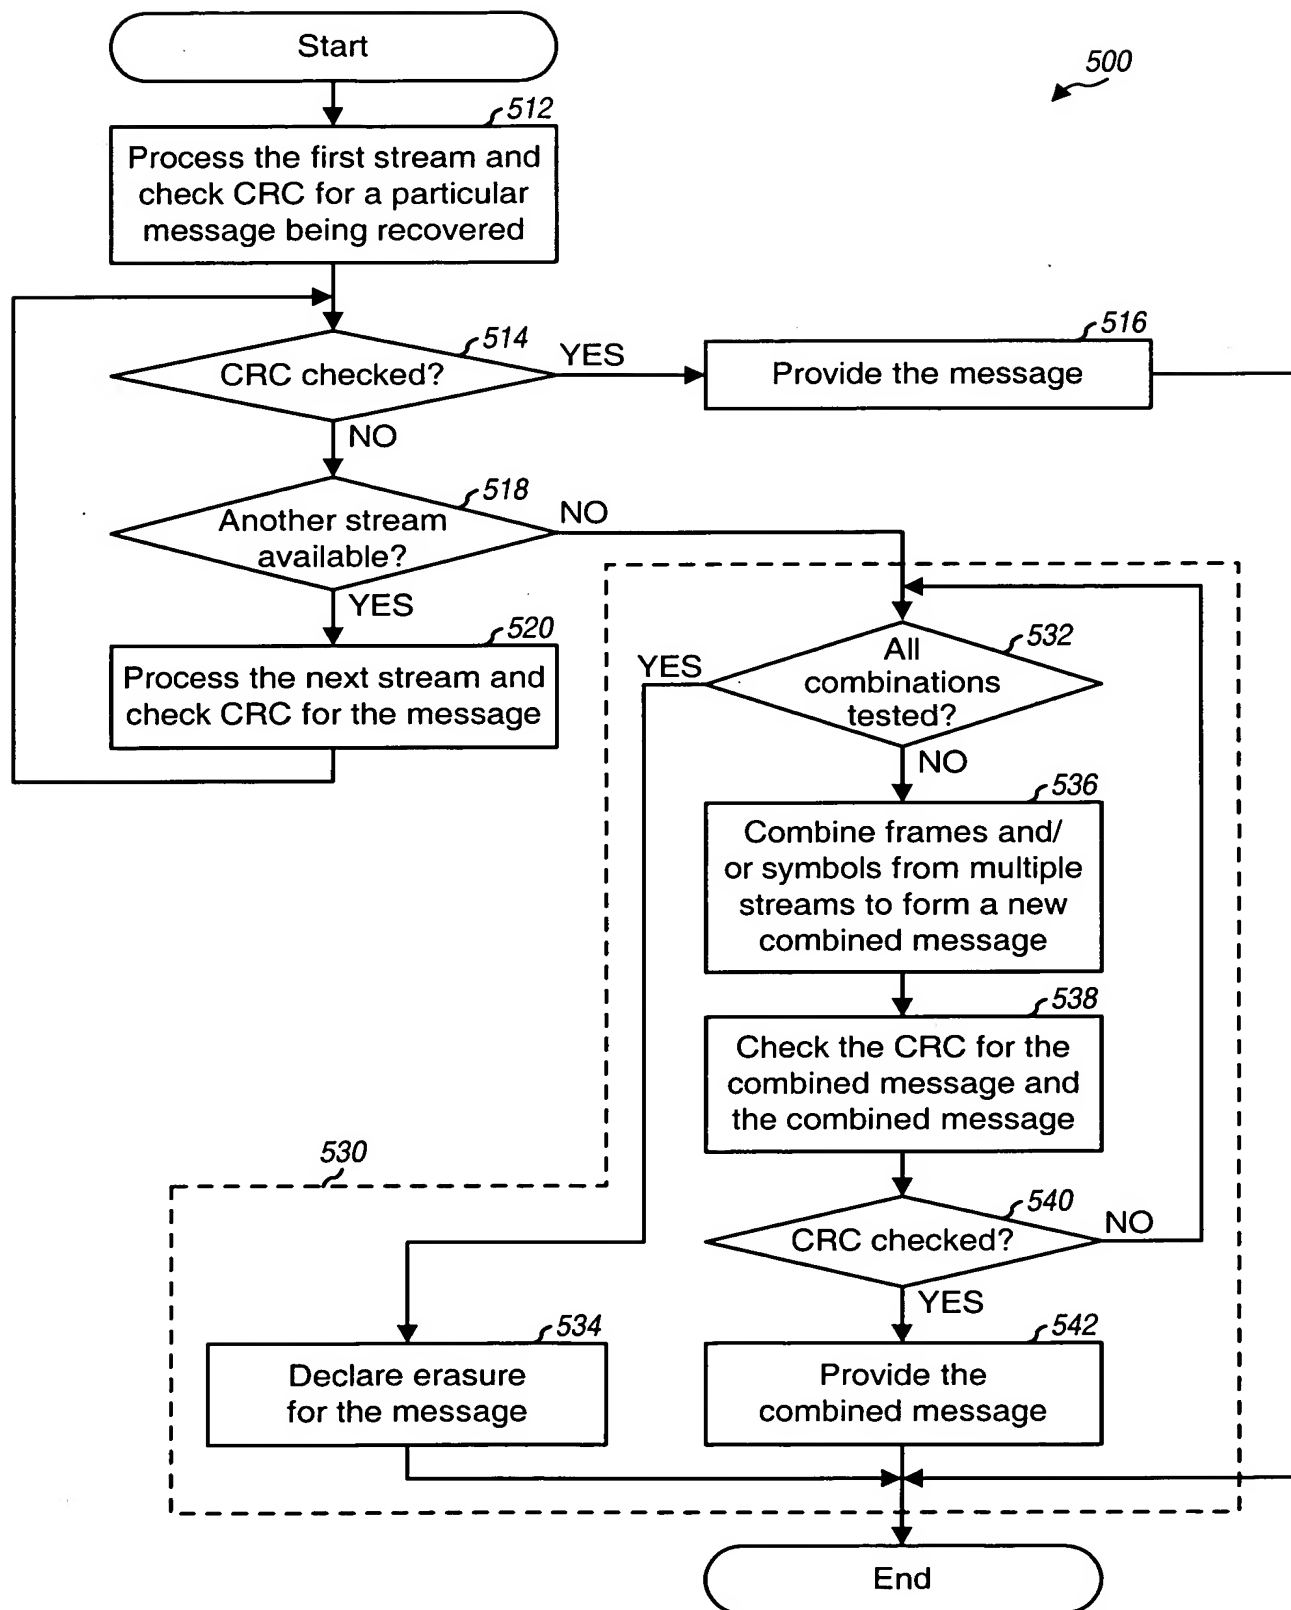 Start
500
512
Process the first stream and
check CRC for a particular
message being recovered
514
CRC checked?
YES
516
Provide the message
NO
518
Another stream
available?
NO
YES
520
Process the next stream and
check CRC for the message
532
All
combinations
tested?
YES
NO
536
Combine frames and/
or symbols from multiple
streams to form a new
combined message
538
Check the CRC for the
combined message and
the combined message
530
540
CRC checked?
NO
YES
534
Declare erasure
for the message
542
Provide the
combined message
End